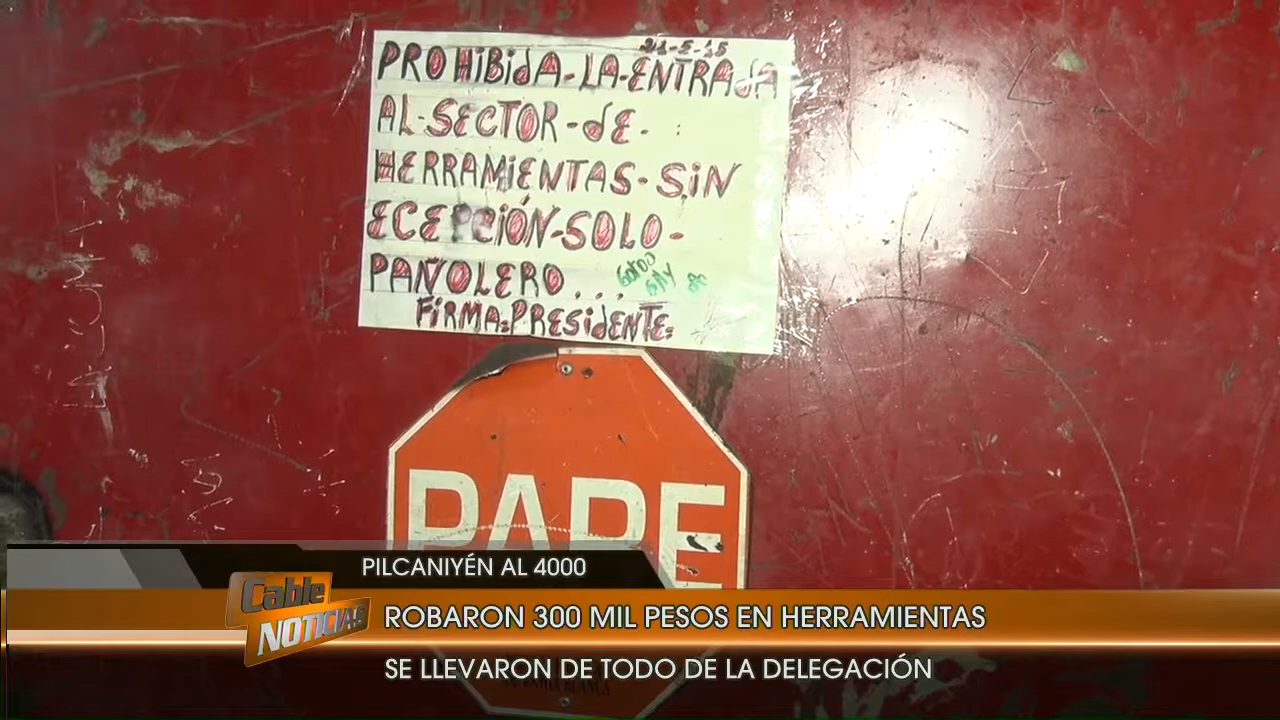 21-5-15
PROHiBidA-LA-ENTRAdA
AL-SECTOR-dE-
HERRAMiENTAS-SiN
ECEPCIÓN-SOLO-
PAÑOLERO...
FiRMA=PRESidENTE=
PARE
PILCANIYÉN AL 4000
Cable
NOTICIAS
ROBARON 300 MIL PESOS EN HERRAMIENTAS
SE LLEVARON DE TODO DE LA DELEGACIÓN